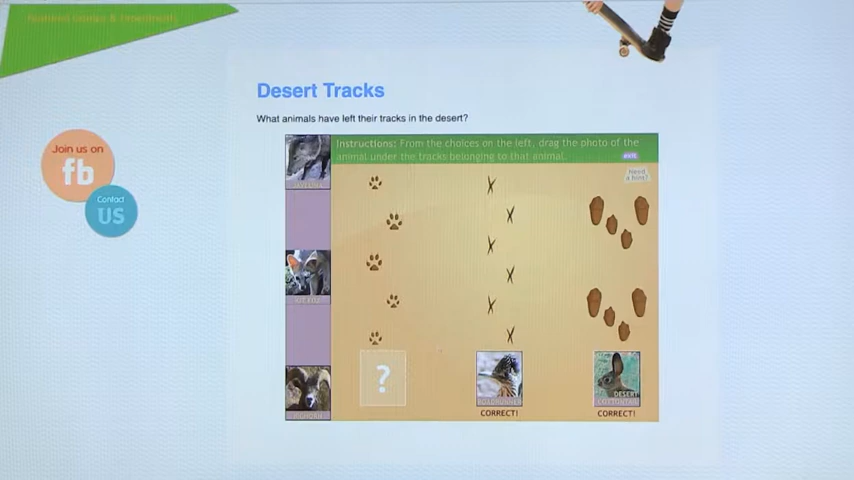 Join us on
fb
Contact
US
Desert Tracks
What animals have left their tracks in the desert?
Instructions: From the choices on the left, drag the photo of the
animal under the tracks belonging to that animal.
Need
a hint?
JAVELINA
KIT FOX
BIGHORN
?
ROADRUNNER
CORRECT!
DESERT
COTTONTAIL
CORRECT!